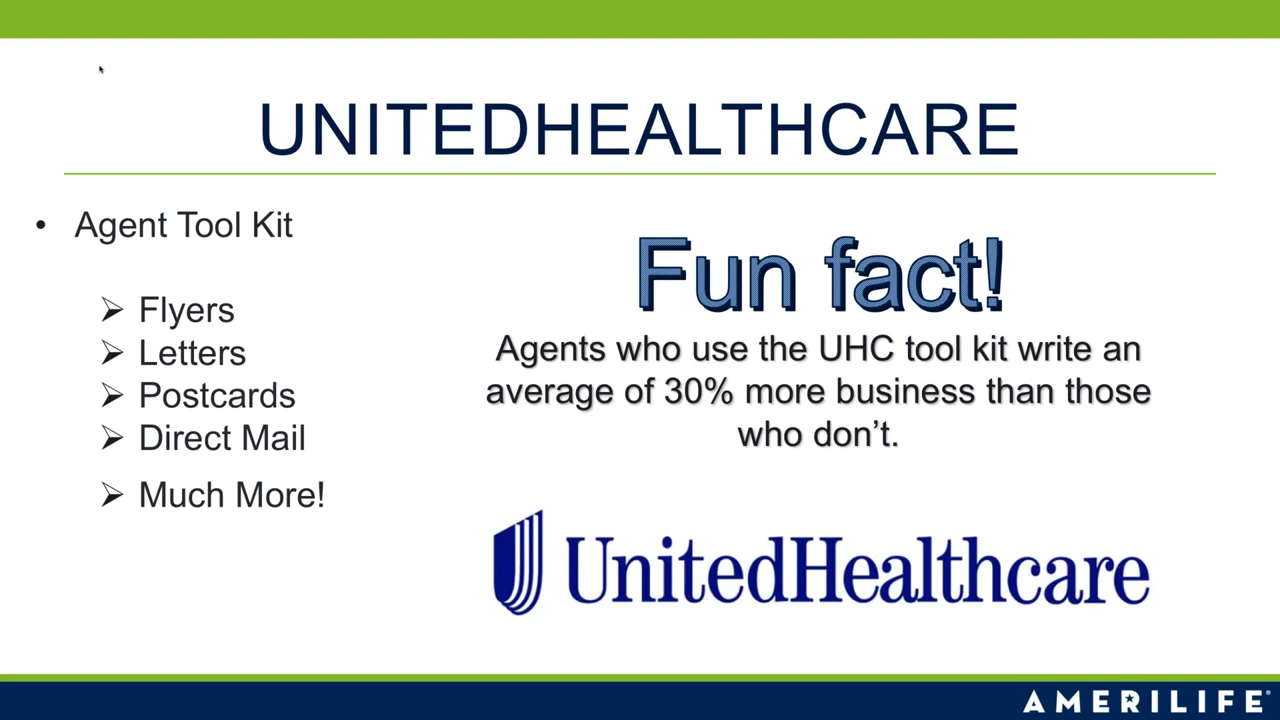 UNITEDHEALTHCARE
• Agent Tool Kit
➢ Flyers
➢ Letters
➢ Postcards
➢ Direct Mail
➢ Much More!
Fun fact!
Agents who use the UHC tool kit write an
average of 30% more business than those
who don’t.
UnitedHealthcare
AMERILIFE®